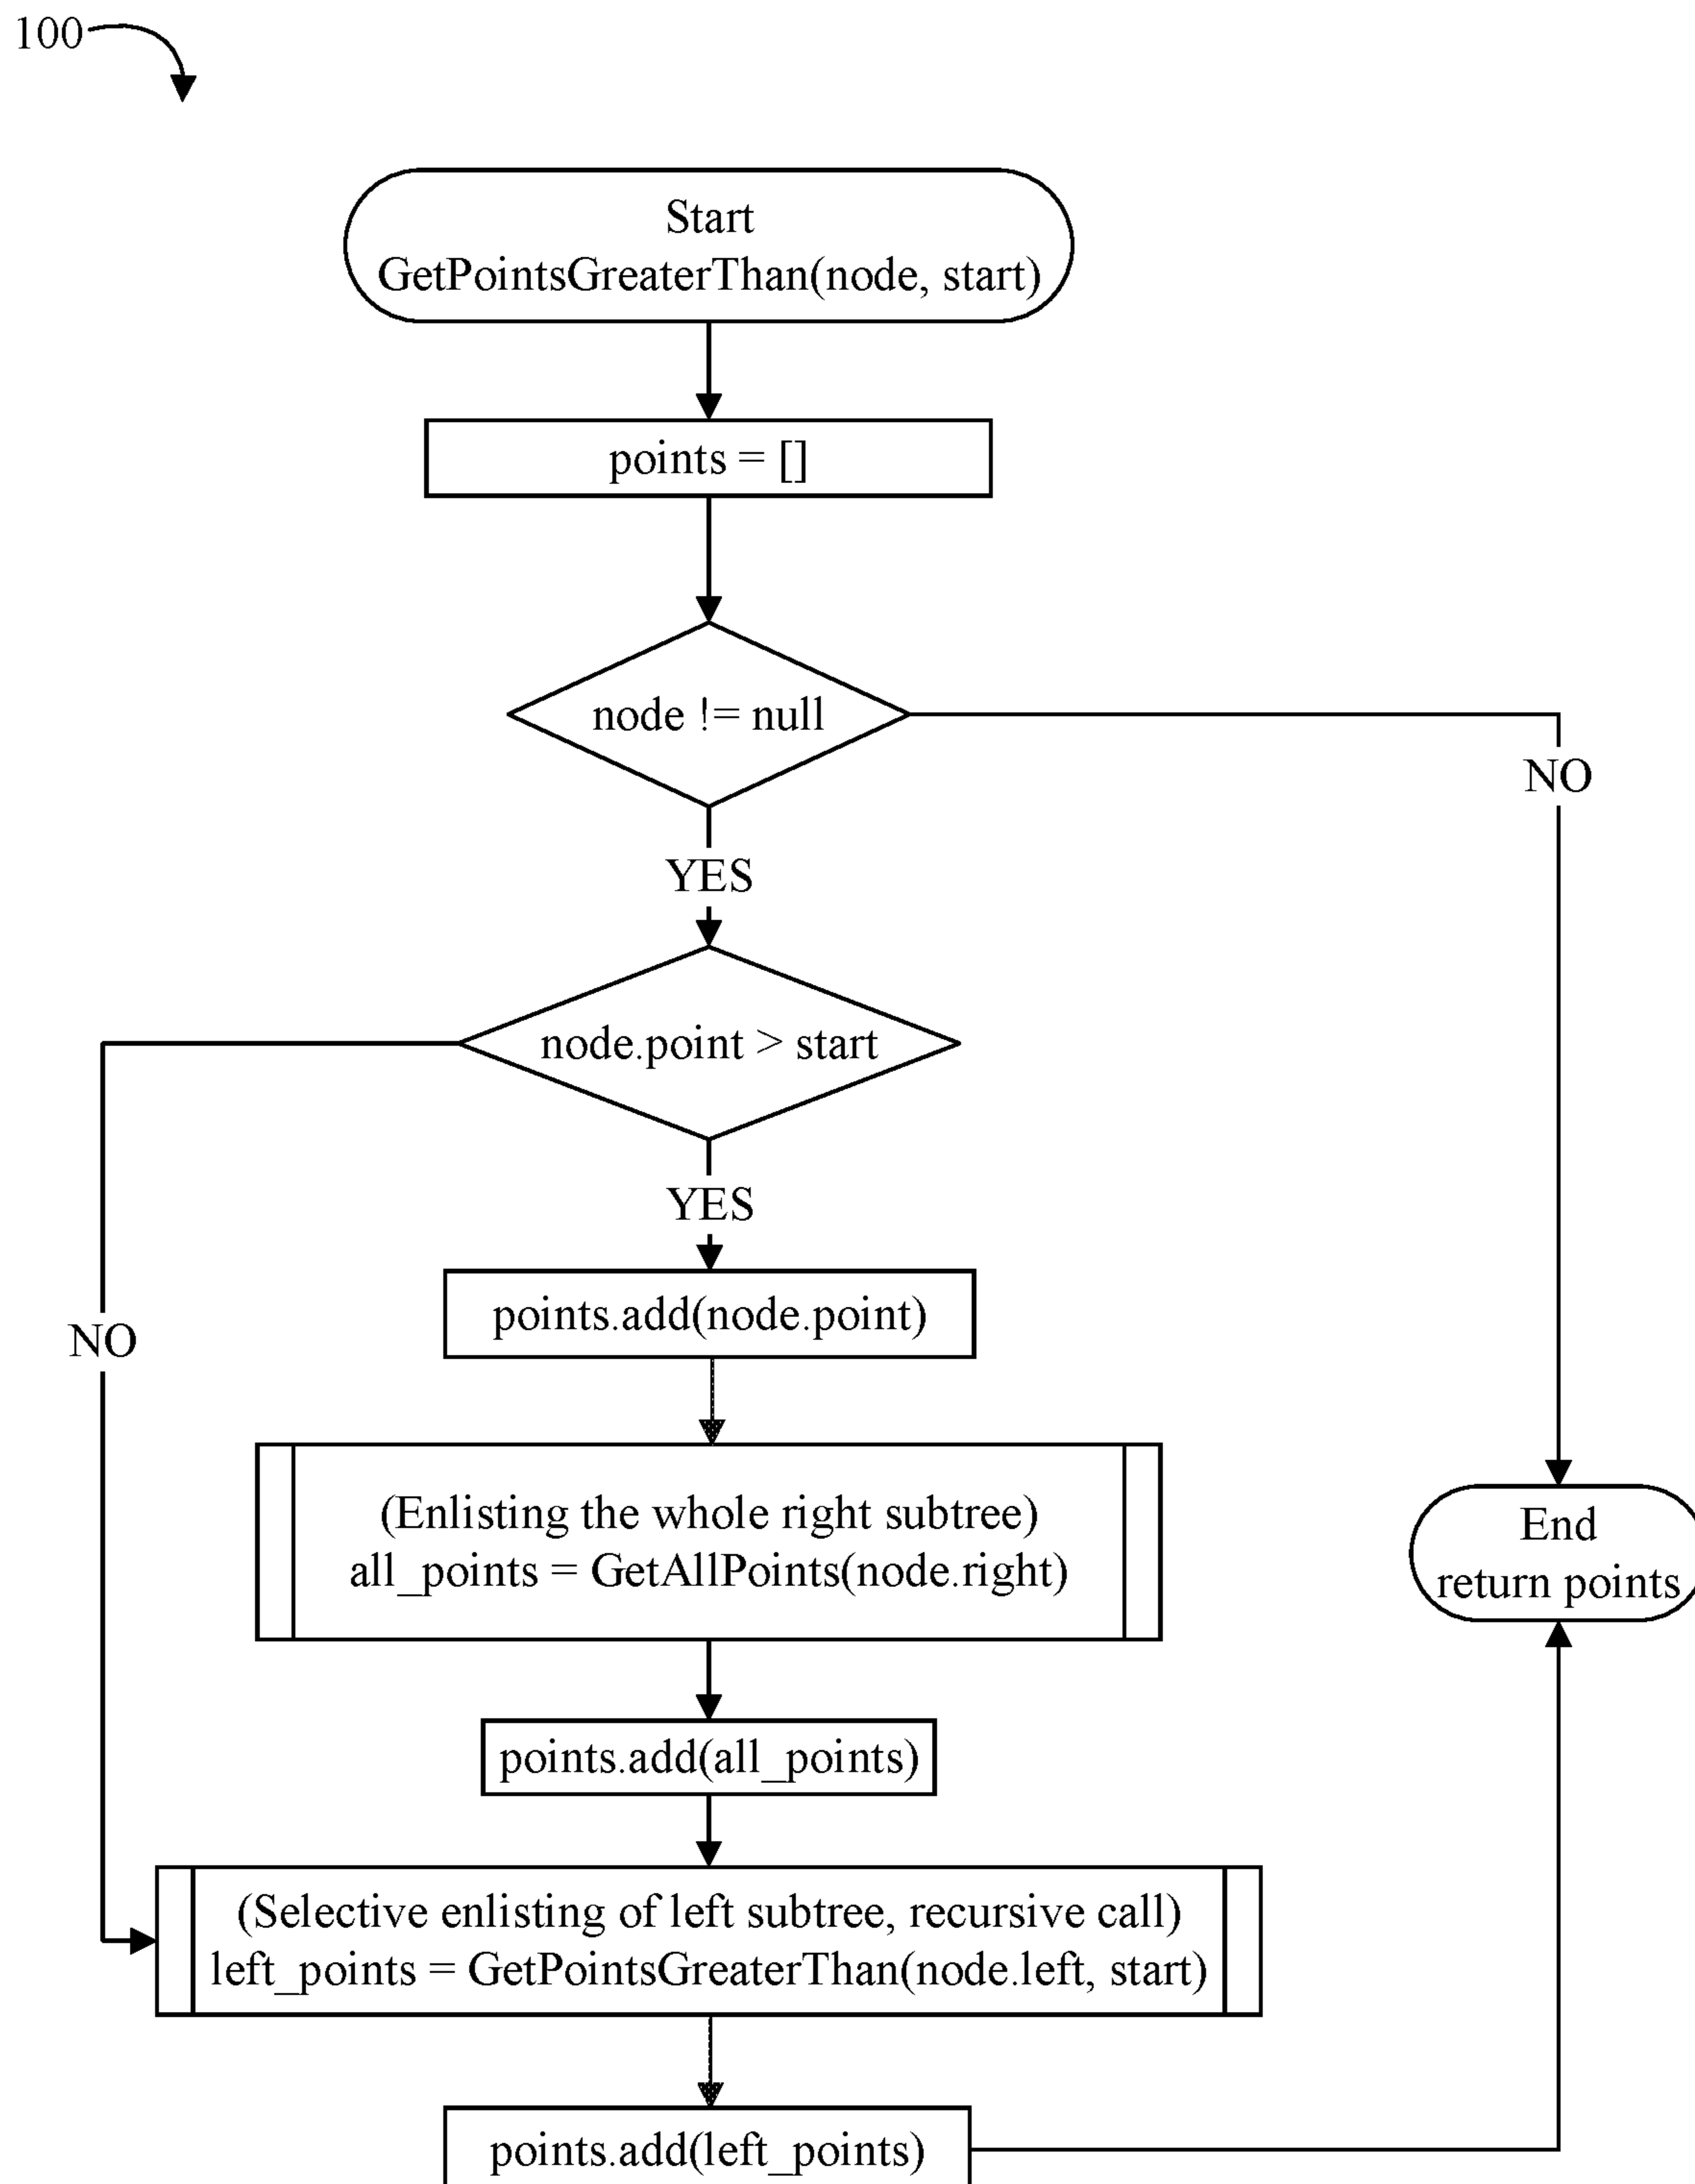 100
Start
GetPointsGreaterThan(node, start)
points = []
node != null
NO
YES
node.point > start
YES
points.add(node.point)
NO
(Enlisting the whole right subtree)
all_points = GetAllPoints(node.right)
End
return points
points.add(all_points)
(Selective enlisting of left subtree, recursive call)
left_points = GetPointsGreaterThan(node.left, start)
points.add(left_points)